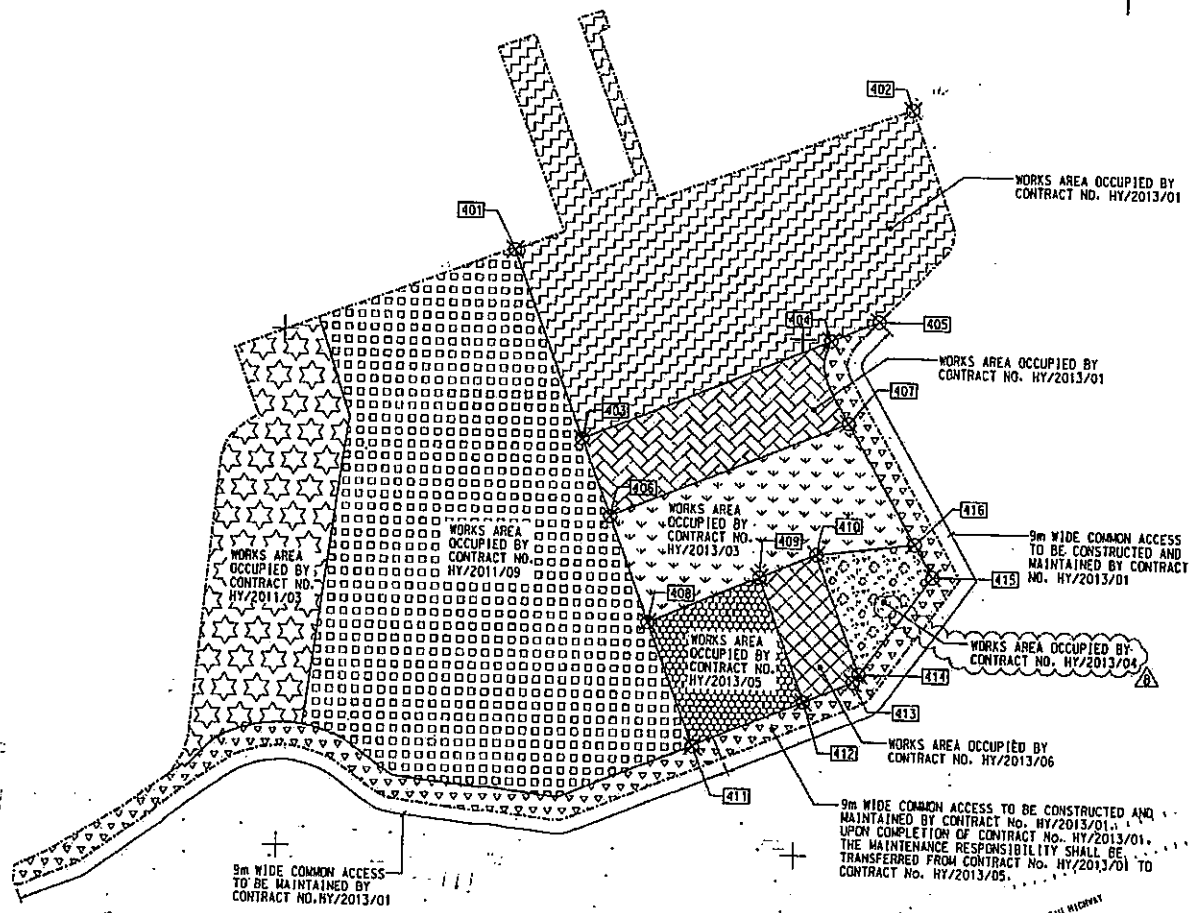 402
WORKS AREA OCCUPIED BY
CONTRACT NO. HY/2013/01
401
404
405
WORKS AREA OCCUPIED BY
CONTRACT NO. HY/2013/01
403
407
406
WORKS AREA
OCCUPIED BY
CONTRACT NO.
HY/2013/03
409
410
416
9m WIDE COMMON ACCESS
TO BE CONSTRUCTED AND
MAINTAINED BY CONTRACT
NO. HY/2013/01
WORKS AREA
OCCUPIED BY
CONTRACT NO.
HY/2011/09
WORKS AREA
OCCUPIED BY
CONTRACT NO.
HY/2011/03
415
408
WORKS AREA
OCCUPIED BY
CONTRACT NO.
HY/2013/05
WORKS AREA OCCUPIED BY
CONTRACT NO. HY/2013/04
414
413
412
WORKS AREA OCCUPIED BY
CONTRACT NO. HY/2013/06
411
9m WIDE COMMON ACCESS TO BE CONSTRUCTED AND
MAINTAINED BY CONTRACT No. HY/2013/01.
UPON COMPLETION OF CONTRACT No. HY/2013/01,
THE MAINTENANCE RESPONSIBILITY SHALL BE
TRANSFERRED FROM CONTRACT No. HY/2013/01 TO
CONTRACT No. HY/2013/05.
9m WIDE COMMON ACCESS
TO BE MAINTAINED BY
CONTRACT NO.HY/2013/01
HIGHWAY